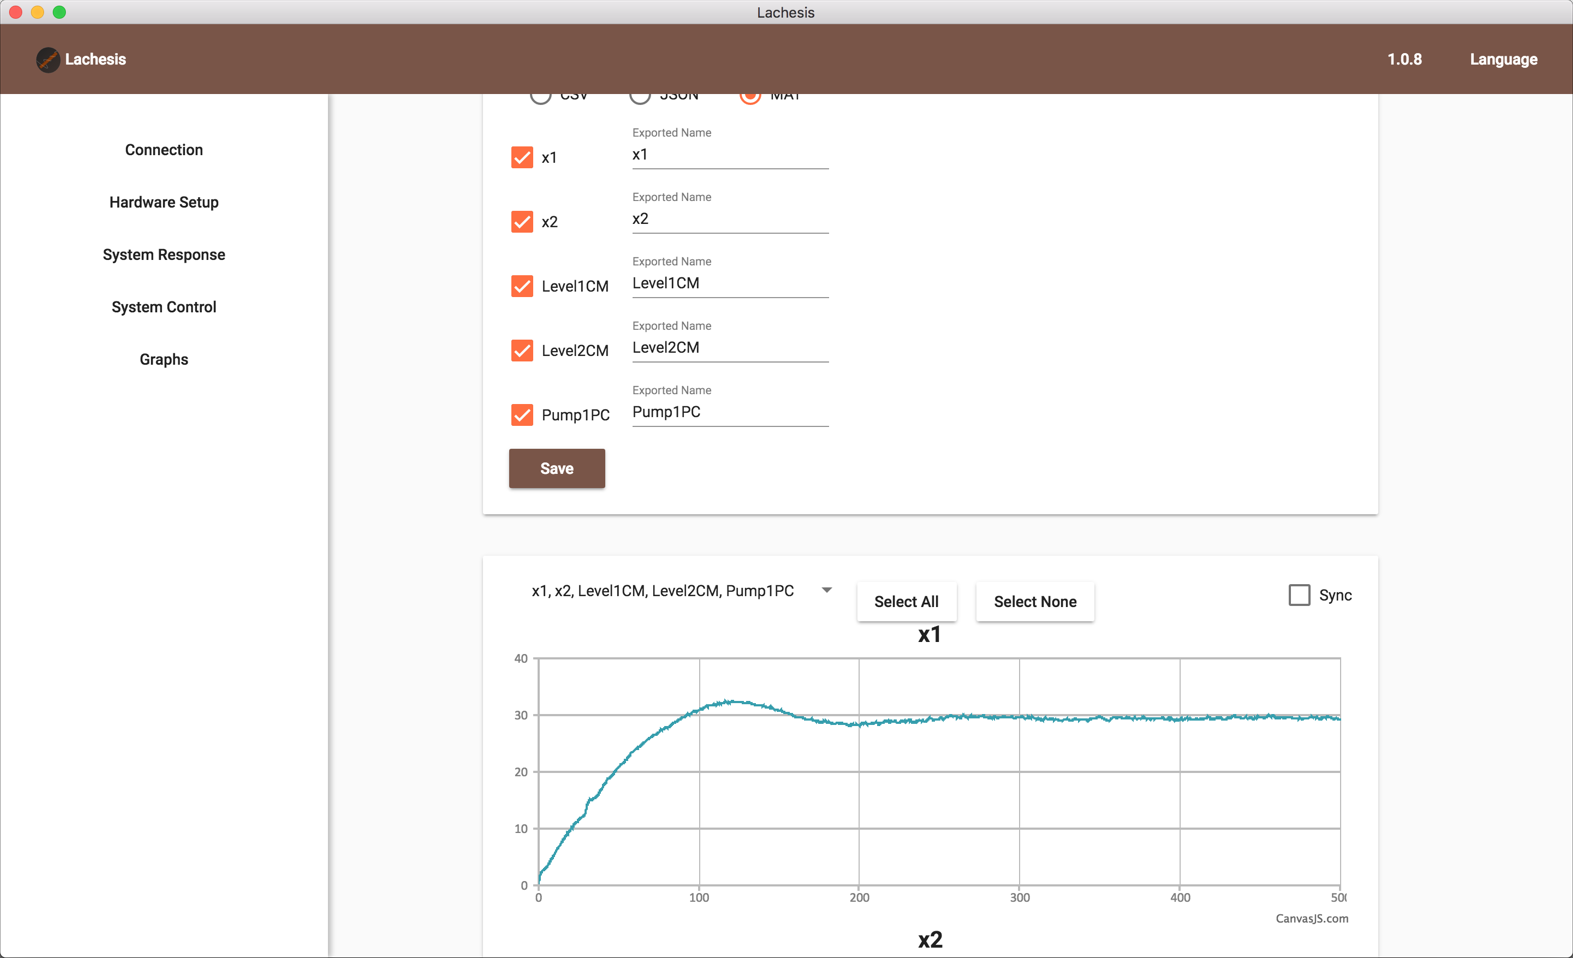 Lachesis
Lachesis
1.0.8
Language
Connection
Hardware Setup
System Response
System Control
Graphs
CSV
JSON
MAT
Exported Name
x1
x1
Exported Name
x2
x2
Exported Name
Level1CM
Level1CM
Exported Name
Level2CM
Level2CM
Exported Name
Pump1PC
Pump1PC
Save
x1, x2, Level1CM, Level2CM, Pump1PC
Select All
Select None
Sync
x1
40
30
20
10
0
0
100
200
300
400
CanvasJS.com
x2